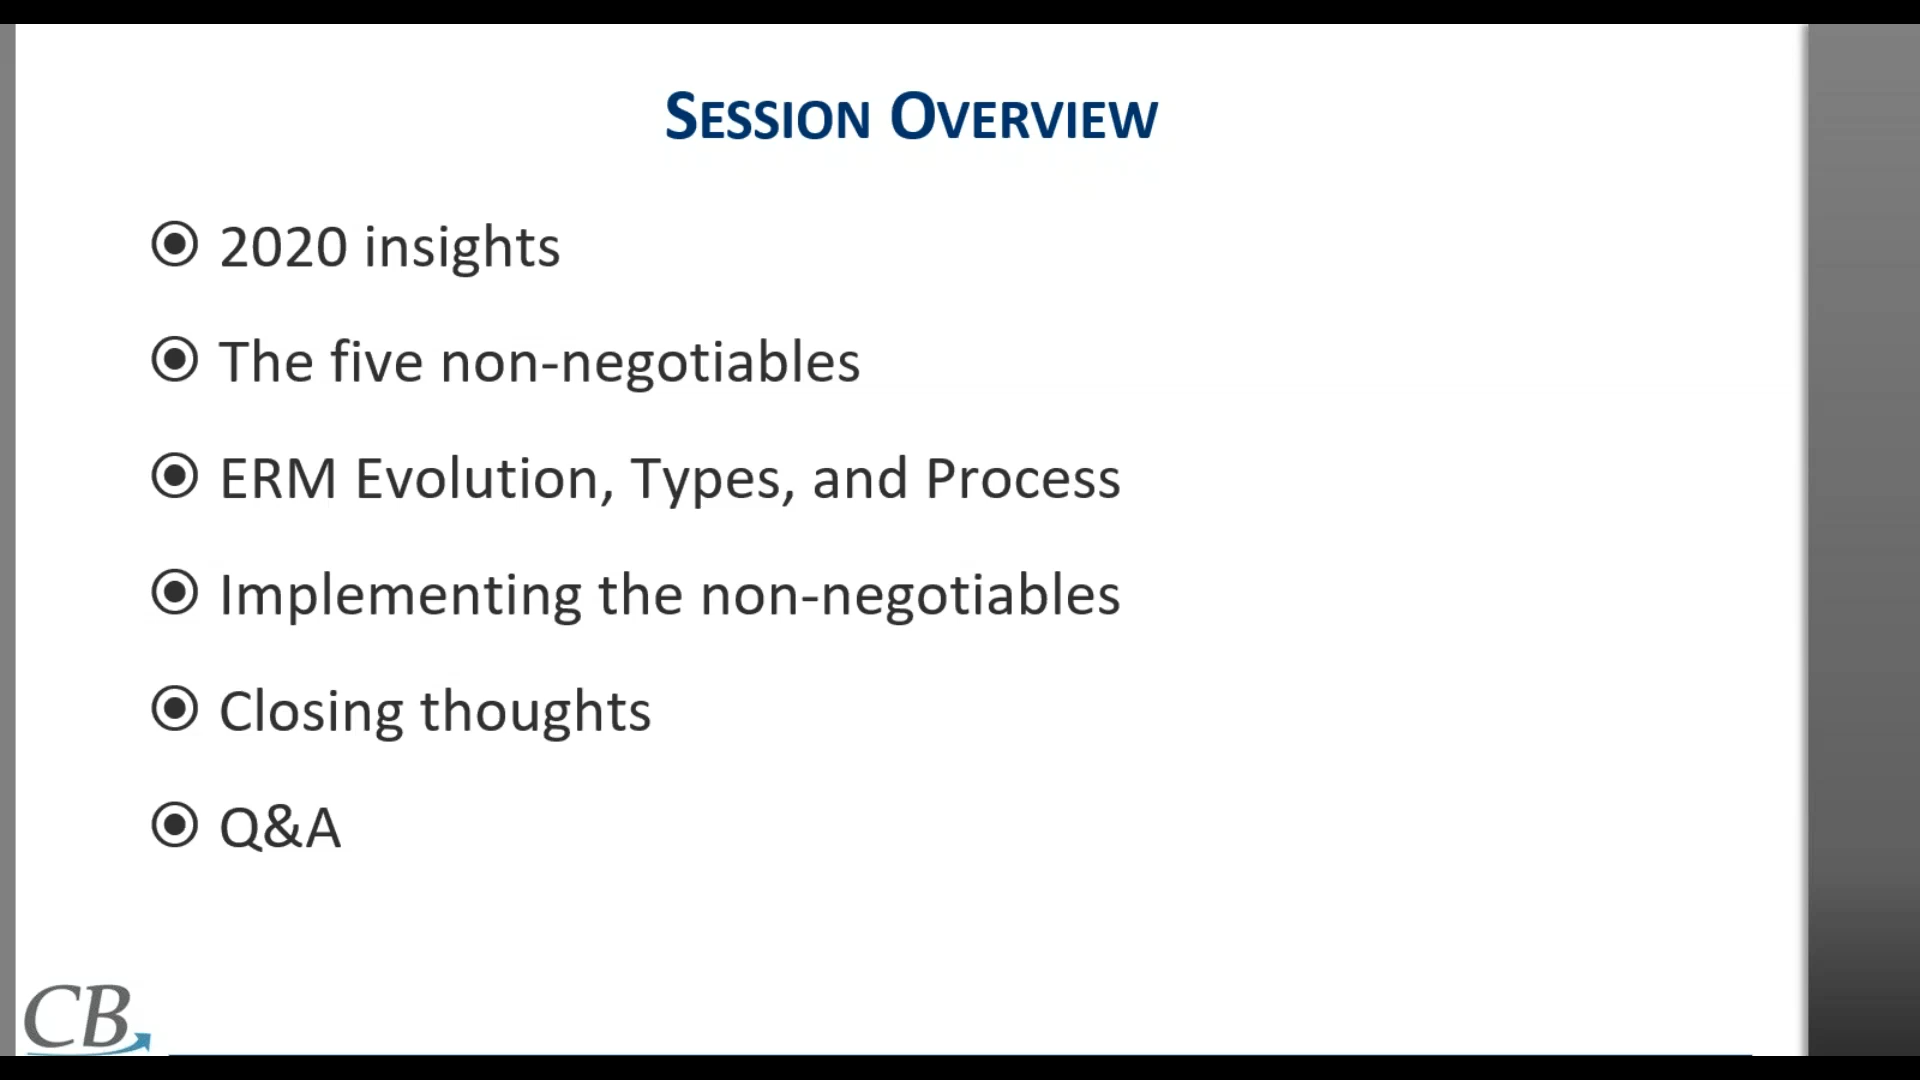 SESSION OVERVIEW
2020 insights
The five non-negotiables
ERM Evolution, Types, and Process
Implementing the non-negotiables
Closing thoughts
Q&A
CB